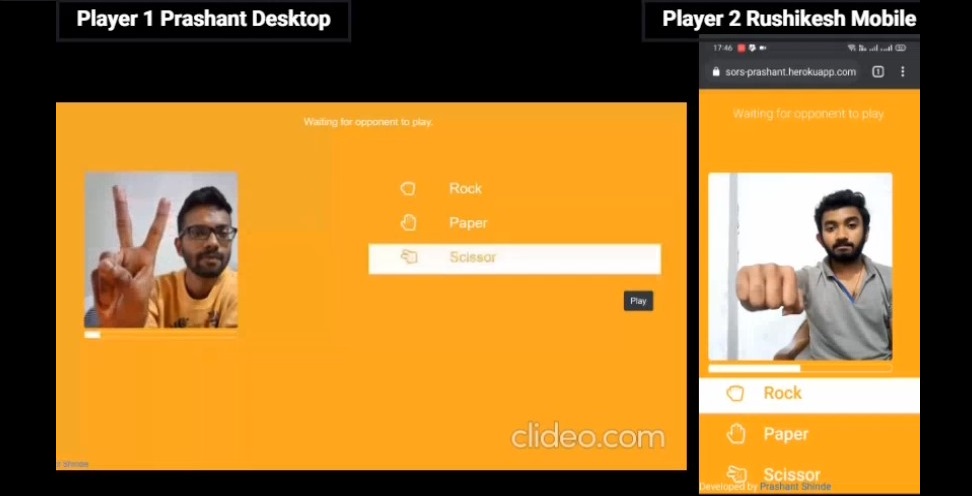 Player 1 Prashant Desktop
Player 2 Rushikesh Mobile
17:46
sors-prashant.herokuapp.com
1
Waiting for opponent to play.
Rock
Paper
Scissor
Play
clideo.com
Shinde
Waiting for opponent to play
Rock
Paper
Scissor
Developed by Prashant Shinde